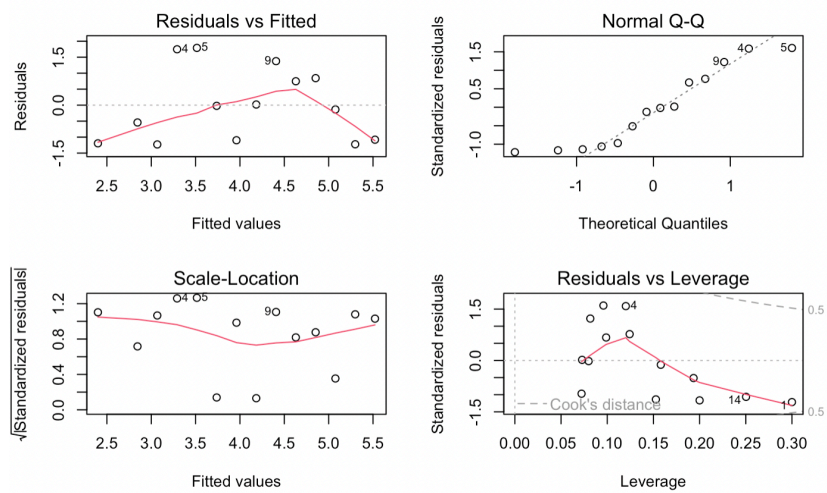 Residuals vs Fitted
Residuals
-1.5 0.0 1.5
4 5
9
2.5 3.0 3.5 4.0 4.5 5.0 5.5
Fitted values
Normal Q-Q
Standardized residuals
-1.0 0.5 1.5
9 4 5
-1 0 1
Theoretical Quantiles
Scale-Location
√|Standardized residuals|
0.0 0.4 0.8 1.2
4 5
9
2.5 3.0 3.5 4.0 4.5 5.0 5.5
Fitted values
Residuals vs Leverage
Standardized residuals
-1.5 0.0 1.5
4
14 1
Cook's distance
0.5
0.5
0.00 0.05 0.10 0.15 0.20 0.25 0.30
Leverage